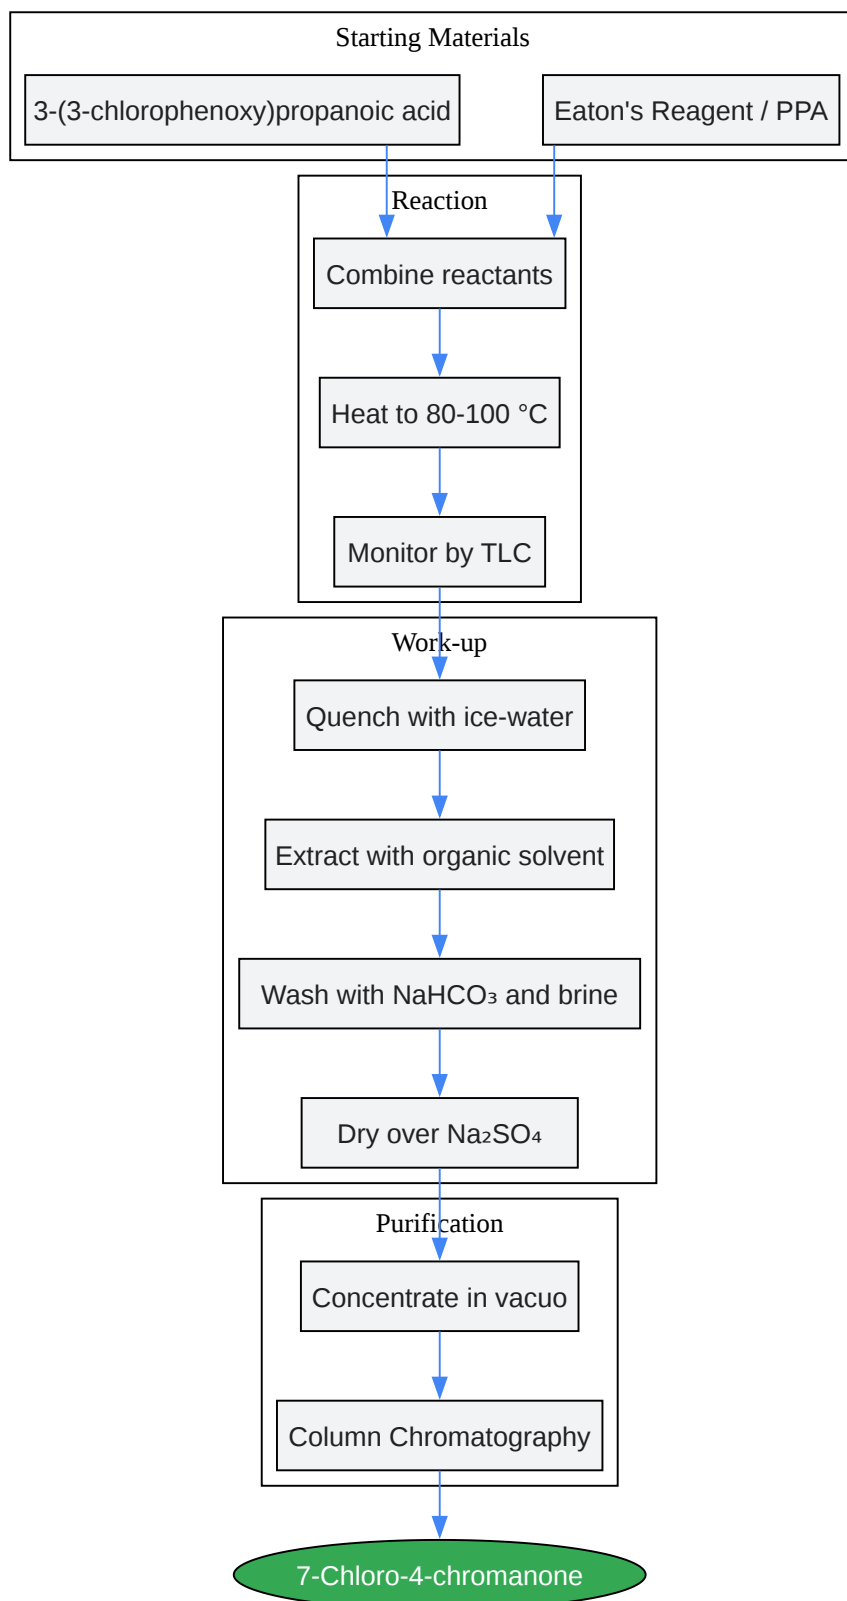 Starting Materials
3-(3-chlorophenoxy)propanoic acid
Eaton's Reagent / PPA
Reaction
Combine reactants
Heat to 80-100 °C
Monitor by TLC
Work-up
Quench with ice-water
Extract with organic solvent
Wash with NaHCO₃ and brine
Dry over Na₂SO₄
Purification
Concentrate in vacuo
Column Chromatography
7-Chloro-4-chromanone